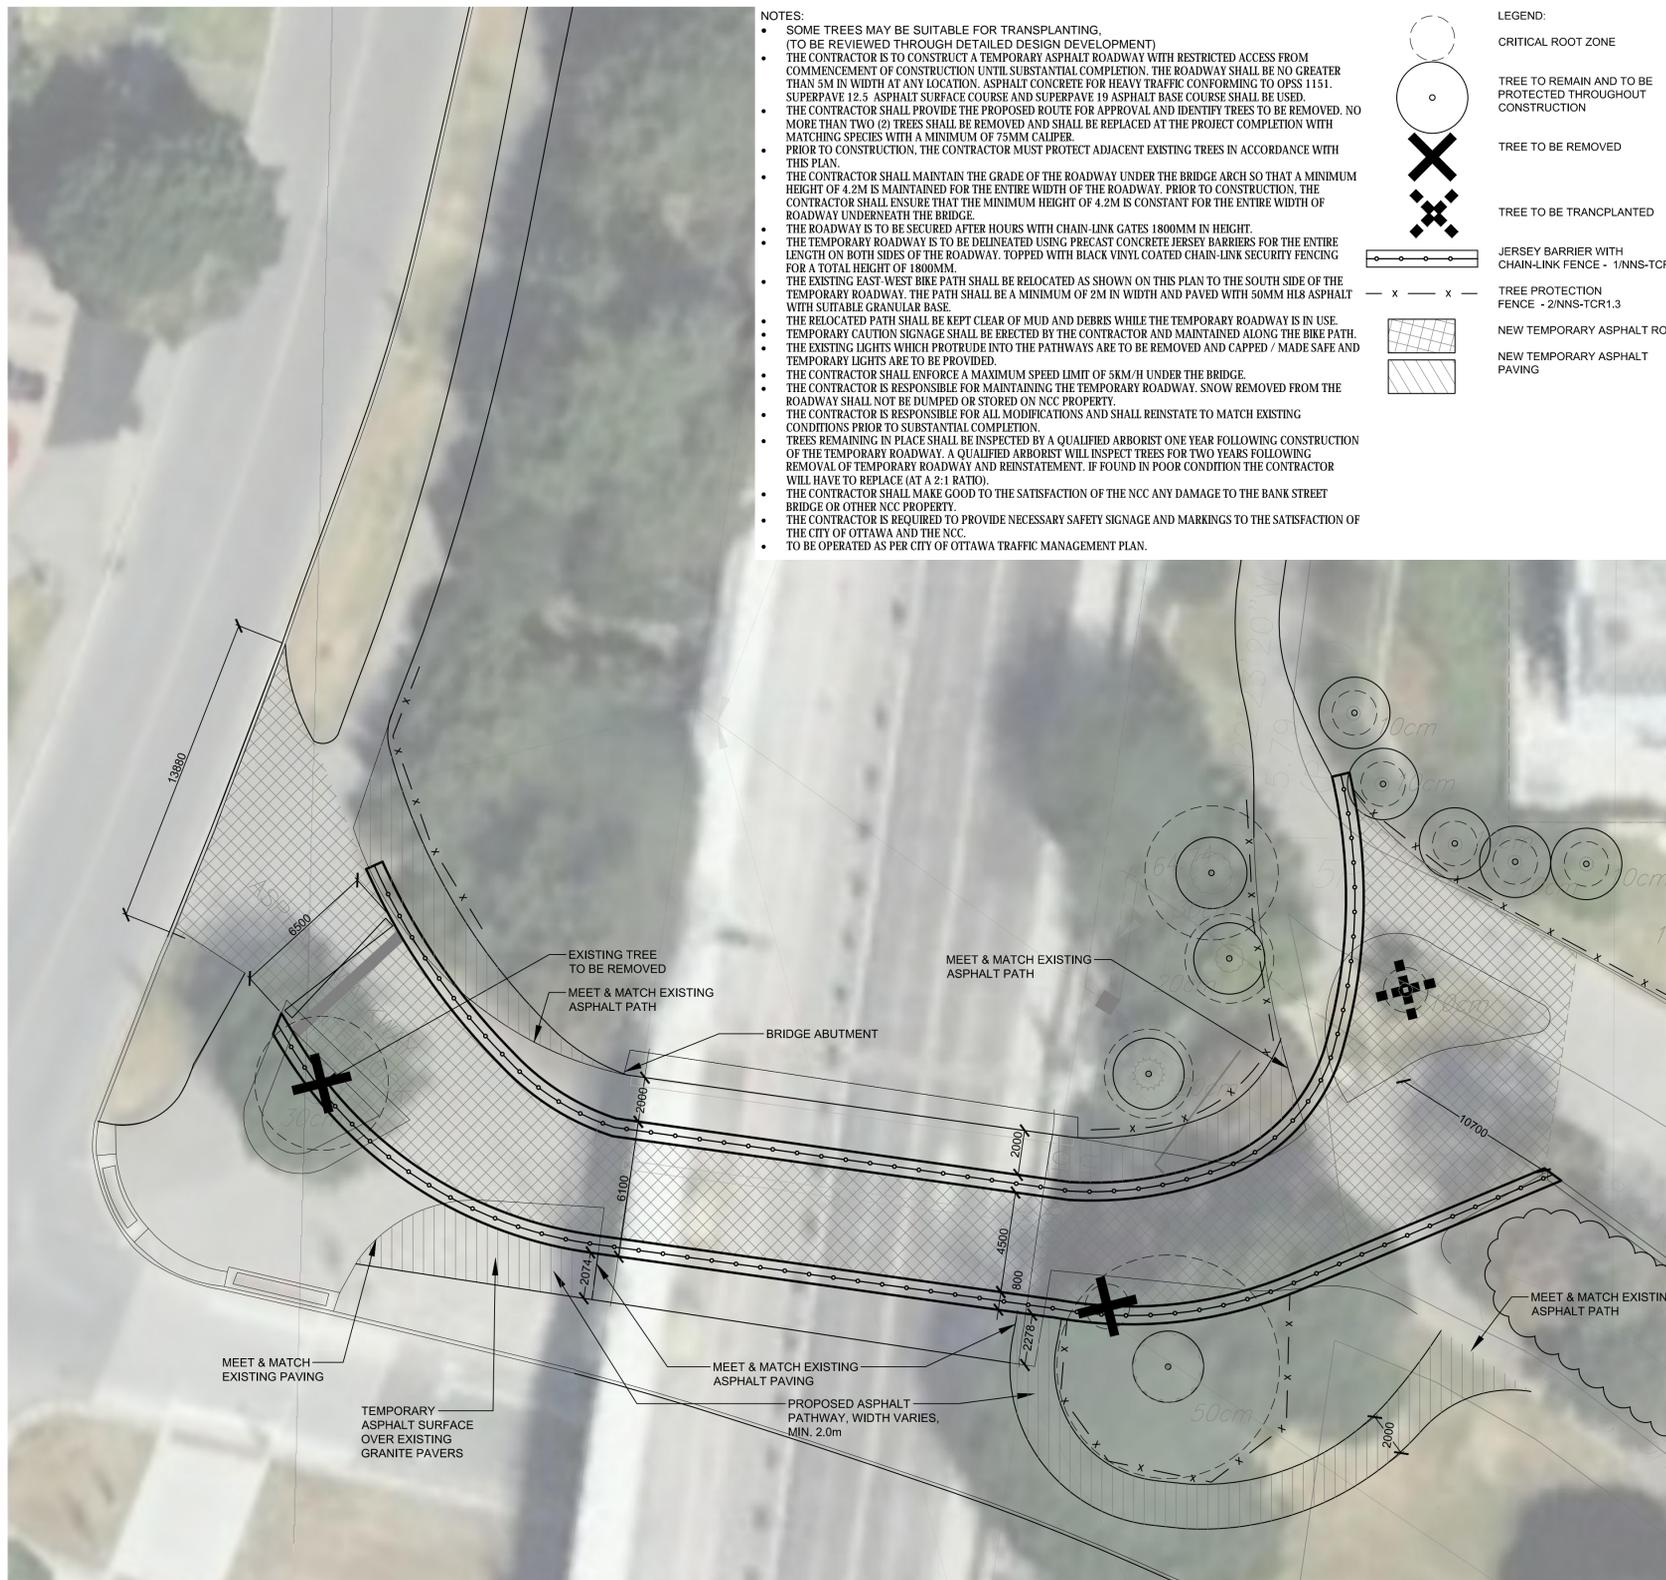 NOTES:
• SOME TREES MAY BE SUITABLE FOR TRANSPLANTING,
(TO BE REVIEWED THROUGH DETAILED DESIGN DEVELOPMENT)
• THE CONTRACTOR IS TO CONSTRUCT A TEMPORARY ASPHALT ROADWAY WITH RESTRICTED ACCESS FROM
COMMENCEMENT OF CONSTRUCTION UNTIL SUBSTANTIAL COMPLETION. THE ROADWAY SHALL BE NO GREATER
THAN 5M IN WIDTH AT ANY LOCATION. ASPHALT CONCRETE FOR HEAVY TRAFFIC CONFORMING TO OPSS 1151.
SUPERPAVE 12.5 ASPHALT SURFACE COURSE AND SUPERPAVE 19 ASPHALT BASE COURSE SHALL BE USED.
• THE CONTRACTOR SHALL PROVIDE THE PROPOSED ROUTE FOR APPROVAL AND IDENTIFY TREES TO BE REMOVED. NO
MORE THAN TWO (2) TREES SHALL BE REMOVED AND SHALL BE REPLACED AT THE PROJECT COMPLETION WITH
MATCHING SPECIES WITH A MINIMUM OF 75MM CALIPER.
• PRIOR TO CONSTRUCTION, THE CONTRACTOR MUST PROTECT ADJACENT EXISTING TREES IN ACCORDANCE WITH
THIS PLAN.
• THE CONTRACTOR SHALL MAINTAIN THE GRADE OF THE ROADWAY UNDER THE BRIDGE ARCH SO THAT A MINIMUM
HEIGHT OF 4.2M IS MAINTAINED FOR THE ENTIRE WIDTH OF THE ROADWAY. PRIOR TO CONSTRUCTION, THE
CONTRACTOR SHALL ENSURE THAT THE MINIMUM HEIGHT OF 4.2M IS CONSTANT FOR THE ENTIRE WIDTH OF
ROADWAY UNDERNEATH THE BRIDGE.
• THE ROADWAY IS TO BE SECURED AFTER HOURS WITH CHAIN-LINK GATES 1800MM IN HEIGHT.
• THE TEMPORARY ROADWAY IS TO BE DELINEATED USING PRECAST CONCRETE JERSEY BARRIERS FOR THE ENTIRE
LENGTH ON BOTH SIDES OF THE ROADWAY. TOPPED WITH BLACK VINYL COATED CHAIN-LINK SECURITY FENCING
FOR A TOTAL HEIGHT OF 1800MM.
• THE EXISTING EAST-WEST BIKE PATH SHALL BE RELOCATED AS SHOWN ON THIS PLAN TO THE SOUTH SIDE OF THE
TEMPORARY ROADWAY. THE PATH SHALL BE A MINIMUM OF 2M IN WIDTH AND PAVED WITH 50MM HL8 ASPHALT
WITH SUITABLE GRANULAR BASE.
• THE RELOCATED PATH SHALL BE KEPT CLEAR OF MUD AND DEBRIS WHILE THE TEMPORARY ROADWAY IS IN USE.
• TEMPORARY CAUTION SIGNAGE SHALL BE ERECTED BY THE CONTRACTOR AND MAINTAINED ALONG THE BIKE PATH.
• THE EXISTING LIGHTS WHICH PROTRUDE INTO THE PATHWAYS ARE TO BE REMOVED AND CAPPED / MADE SAFE AND
TEMPORARY LIGHTS ARE TO BE PROVIDED.
• THE CONTRACTOR SHALL ENFORCE A MAXIMUM SPEED LIMIT OF 5KM/H UNDER THE BRIDGE.
• THE CONTRACTOR IS RESPONSIBLE FOR MAINTAINING THE TEMPORARY ROADWAY. SNOW REMOVED FROM THE
ROADWAY SHALL NOT BE DUMPED OR STORED ON NCC PROPERTY.
• THE CONTRACTOR IS RESPONSIBLE FOR ALL MODIFICATIONS AND SHALL REINSTATE TO MATCH EXISTING
CONDITIONS PRIOR TO SUBSTANTIAL COMPLETION.
• TREES REMAINING IN PLACE SHALL BE INSPECTED BY A QUALIFIED ARBORIST ONE YEAR FOLLOWING CONSTRUCTION
OF THE TEMPORARY ROADWAY. A QUALIFIED ARBORIST WILL INSPECT TREES FOR TWO YEARS FOLLOWING
REMOVAL OF TEMPORARY ROADWAY AND REINSTATEMENT. IF FOUND IN POOR CONDITION THE CONTRACTOR
WILL HAVE TO REPLACE (AT A 2:1 RATIO).
• THE CONTRACTOR SHALL MAKE GOOD TO THE SATISFACTION OF THE NCC ANY DAMAGE TO THE BANK STREET
BRIDGE OR OTHER NCC PROPERTY.
• THE CONTRACTOR IS REQUIRED TO PROVIDE NECESSARY SAFETY SIGNAGE AND MARKINGS TO THE SATISFACTION OF
THE CITY OF OTTAWA AND THE NCC.
• TO BE OPERATED AS PER CITY OF OTTAWA TRAFFIC MANAGEMENT PLAN.
LEGEND:
CRITICAL ROOT ZONE
TREE TO REMAIN AND TO BE
PROTECTED THROUGHOUT
CONSTRUCTION
TREE TO BE REMOVED
TREE TO BE TRANCPLANTED
JERSEY BARRIER WITH
CHAIN-LINK FENCE - 1/NNS-TCR
TREE PROTECTION
FENCE - 2/NNS-TCR1.3
NEW TEMPORARY ASPHALT RO
NEW TEMPORARY ASPHALT
PAVING
13880
6500
EXISTING TREE
TO BE REMOVED
MEET & MATCH EXISTING
ASPHALT PATH
BRIDGE ABUTMENT
MEET & MATCH EXISTING
ASPHALT PATH
10cm
10cm
30cm
2000
6100
2000
4500
800
10700
2074
2278
MEET & MATCH
EXISTING PAVING
TEMPORARY
ASPHALT SURFACE
OVER EXISTING
GRANITE PAVERS
MEET & MATCH EXISTING
ASPHALT PAVING
PROPOSED ASPHALT
PATHWAY, WIDTH VARIES,
MIN. 2.0m
50cm
2000
MEET & MATCH EXISTIN
ASPHALT PATH